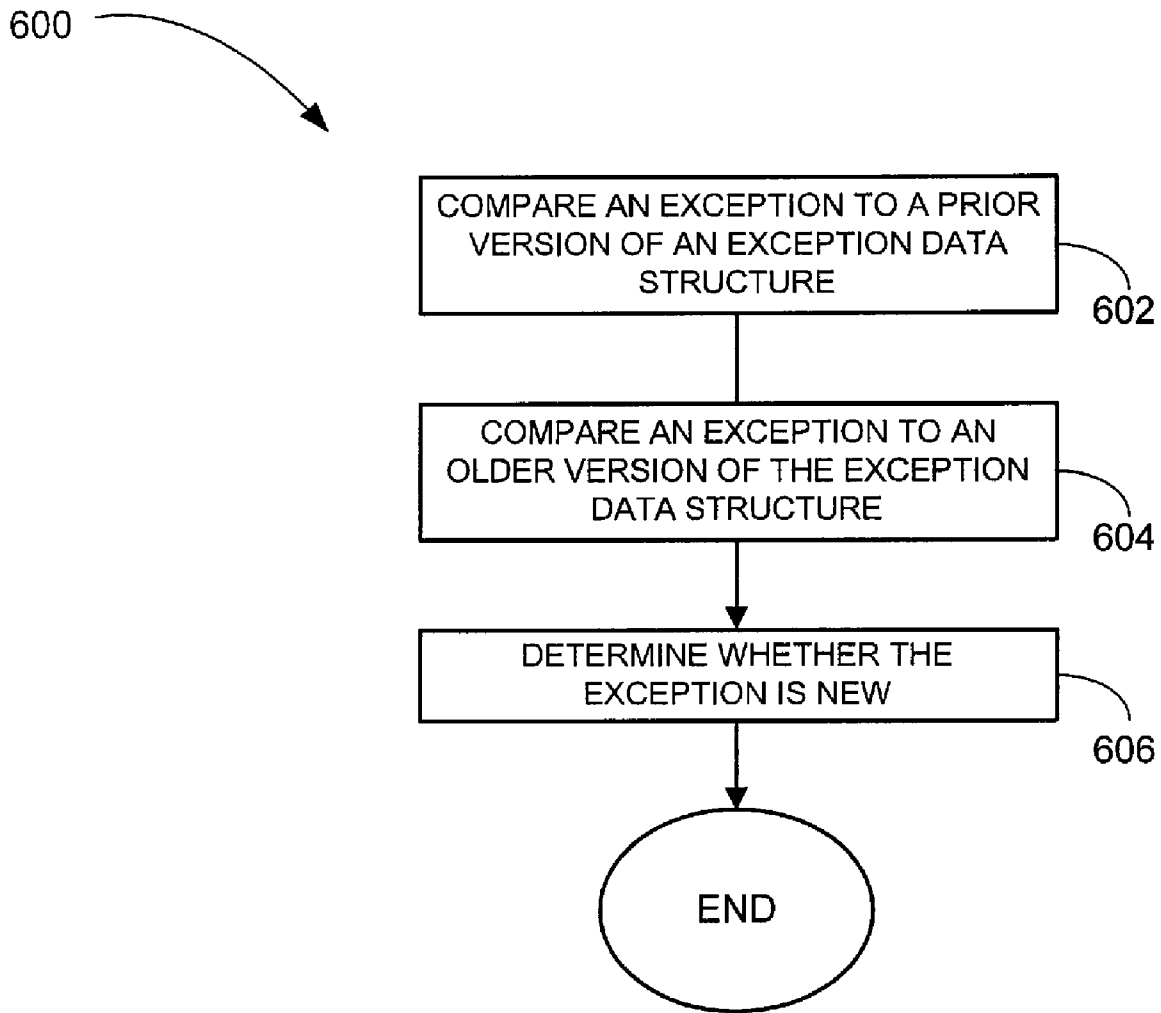 600
COMPARE AN EXCEPTION TO A PRIOR
VERSION OF AN EXCEPTION DATA
STRUCTURE
602
COMPARE AN EXCEPTION TO AN
OLDER VERSION OF THE EXCEPTION
DATA STRUCTURE
604
DETERMINE WHETHER THE
EXCEPTION IS NEW
606
END